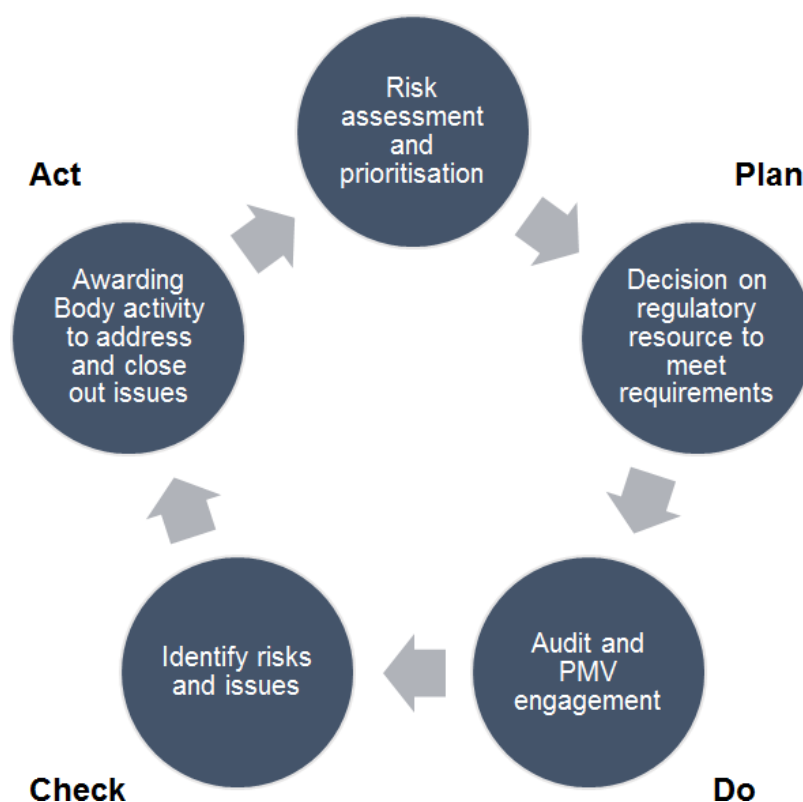 Risk
assessment
and
prioritisation
Act
Plan
Awarding
Body activity
to address
and close
out issues
Decision on
regulatory
resource to
meet
requirements
Identify risks
and issues
Audit and
PMV
engagement
Check
Do